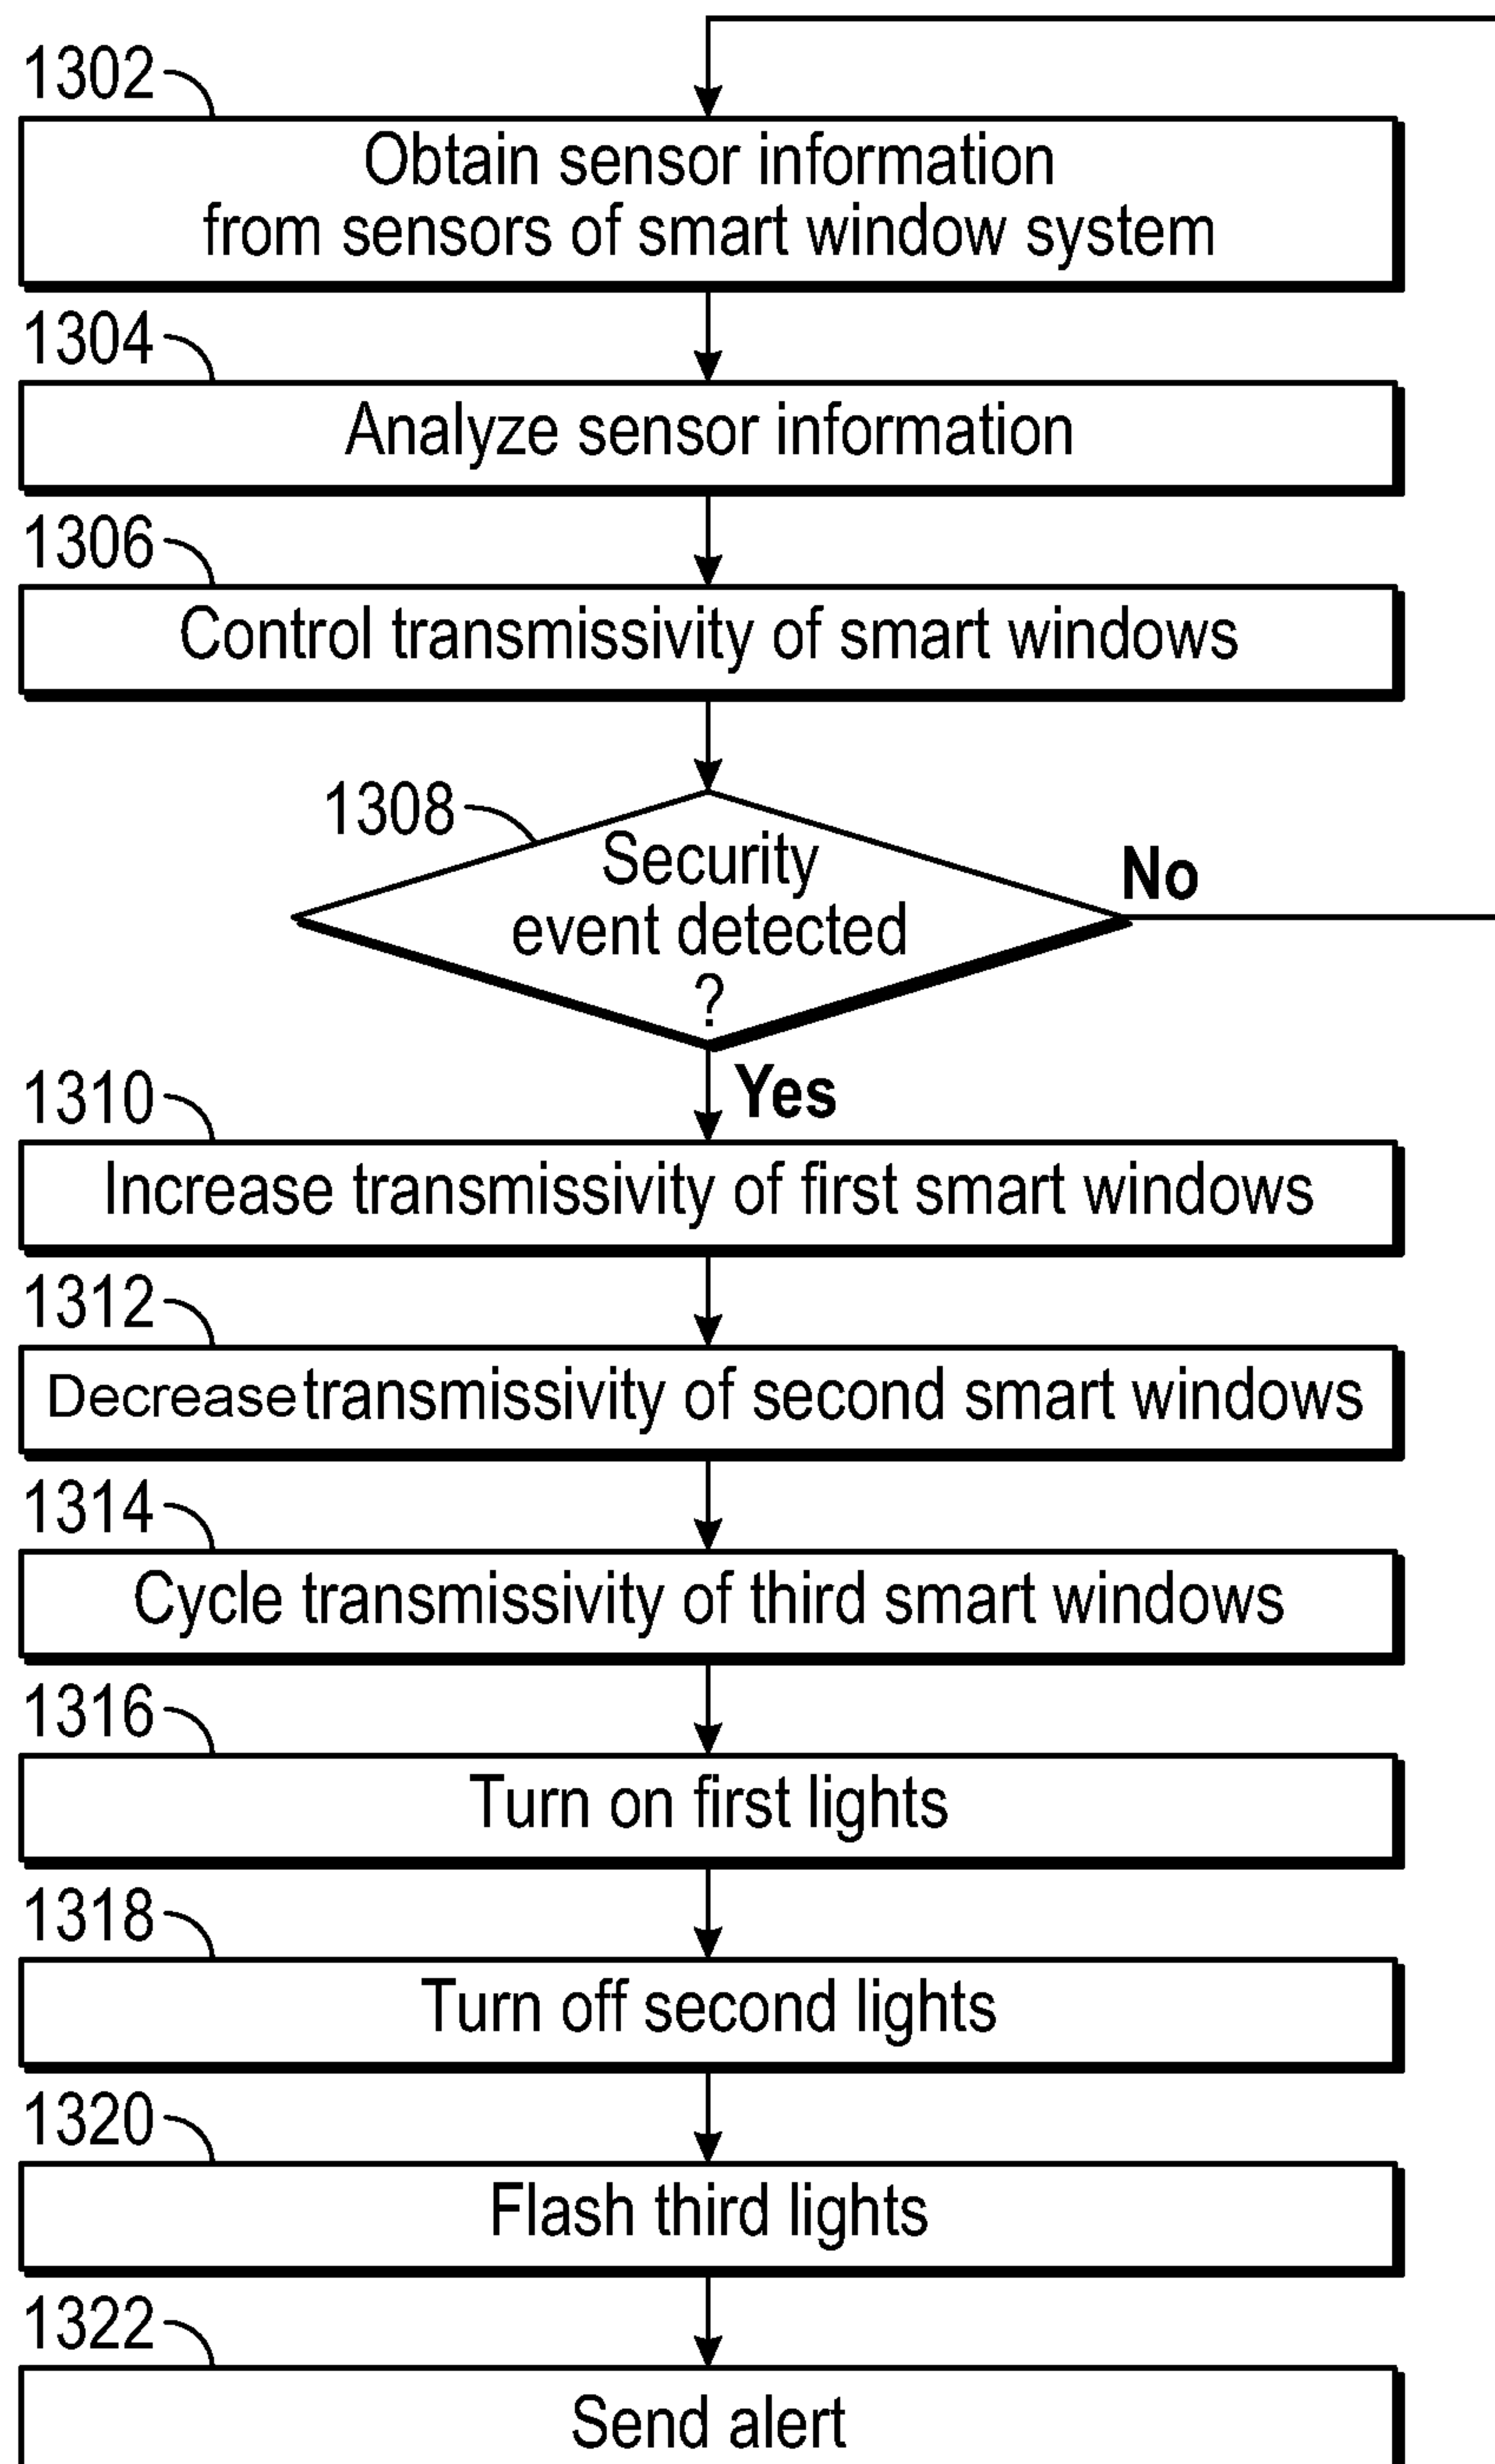 1302
Obtain sensor information
from sensors of smart window system
1304
Analyze sensor information
1306
Control transmissivity of smart windows
1308
Security
event detected
?
No
Yes
1310
Increase transmissivity of first smart windows
1312
Decrease transmissivity of second smart windows
1314
Cycle transmissivity of third smart windows
1316
Turn on first lights
1318
Turn off second lights
1320
Flash third lights
1322
Send alert